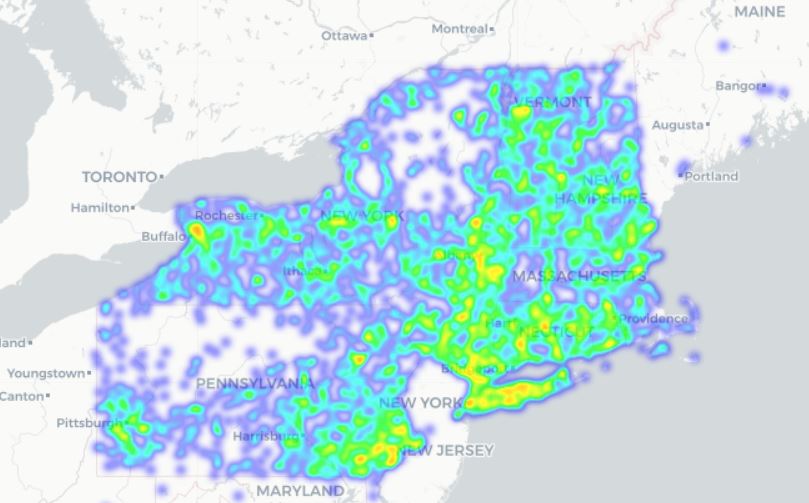 MAINE
Ottawa
Montreal
Bangor
VERMONT
Augusta
TORONTO
Portland
NEW
HAMPSHIRE
Hamilton
Rochester
NEW YORK
Buffalo
Ithaca
MASSACHUSETTS
Providence
land
Youngstown
PENNSYLVANIA
Canton
NEW YORK
Pittsburgh
Harrisburg
NEW JERSEY
MARYLAND